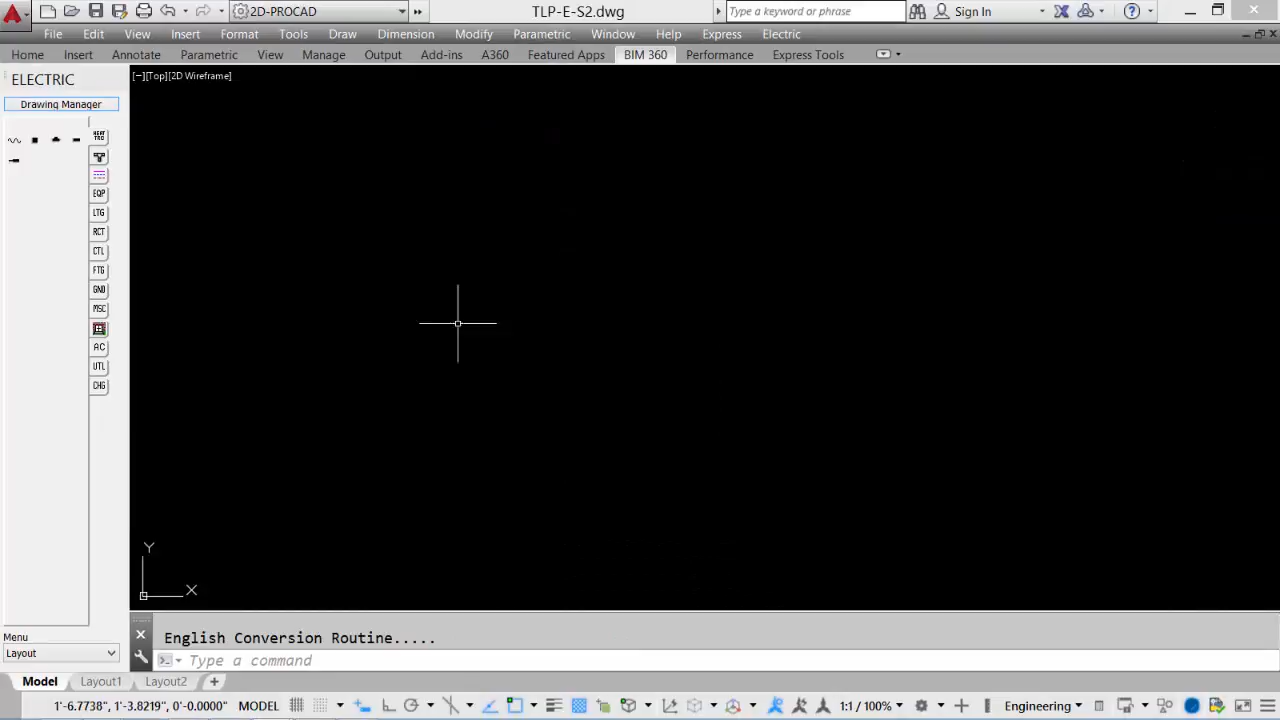 2D-PROCAD
TLP-E-S2.dwg
Type a keyword or phrase
Sign In
File Edit View Insert Format Tools Draw Dimension Modify Parametric Window Help Express Electric
Home Insert Annotate Parametric View Manage Output Add-ins A360 Featured Apps BIM 360 Performance Express Tools
ELECTRIC
[−][Top][2D Wireframe]
Drawing Manager
HEAT TRC
EQP
LTG
RCT
CTL
FTG
GND
MSC
AC
UTL
CHG
Y
X
English Conversion Routine.....
Menu
Layout
Type a command
Model Layout1 Layout2
1'-6.7738", 1'-3.8219", 0'-0.0000" MODEL 1:1 / 100% Engineering